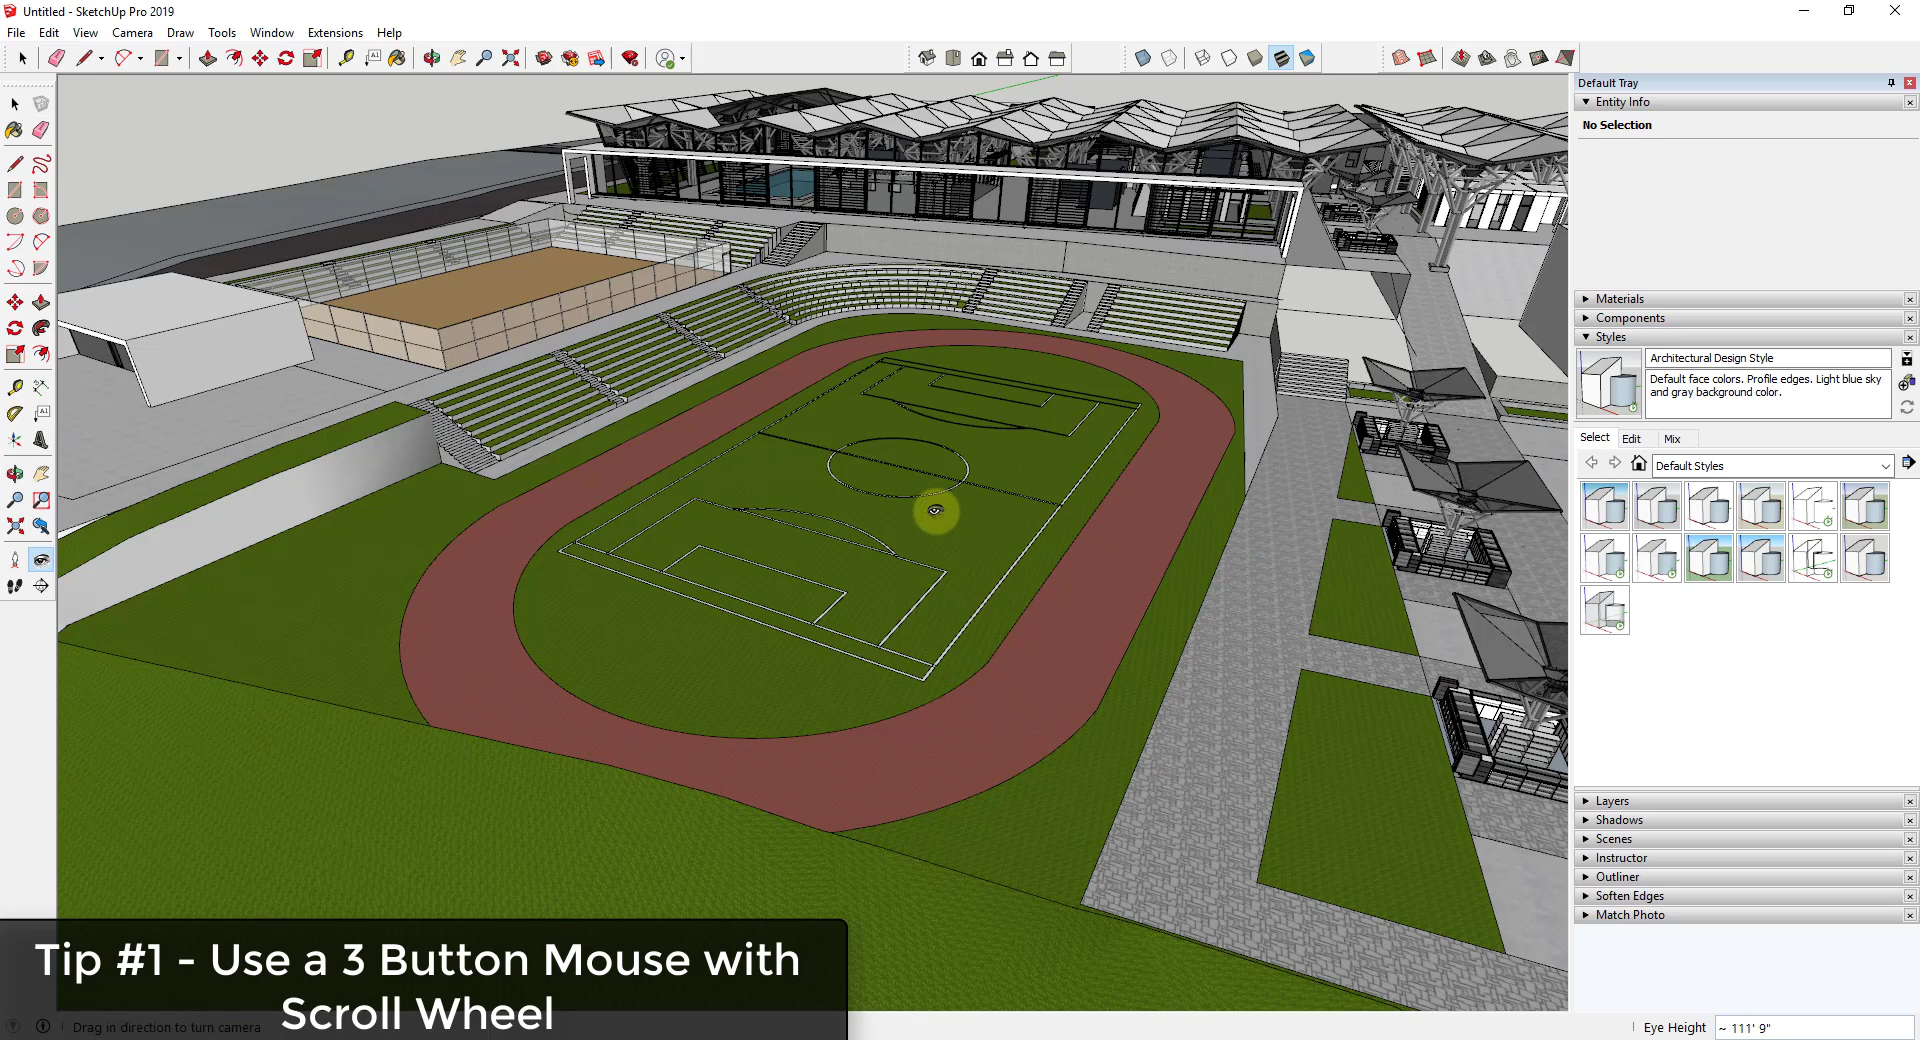 Untitled - SketchUp Pro 2019
File Edit View Camera Draw Tools Window Extensions Help
Default Tray
Entity Info
No Selection
Materials
Components
Styles
Architectural Design Style
Default face colors. Profile edges. Light blue sky
and gray background color.
Select Edit Mix
Default Styles
Layers
Shadows
Scenes
Instructor
Outliner
Soften Edges
Match Photo
Tip #1 - Use a 3 Button Mouse with
Scroll Wheel
Drag in direction to turn camera
Eye Height ~ 111' 9"